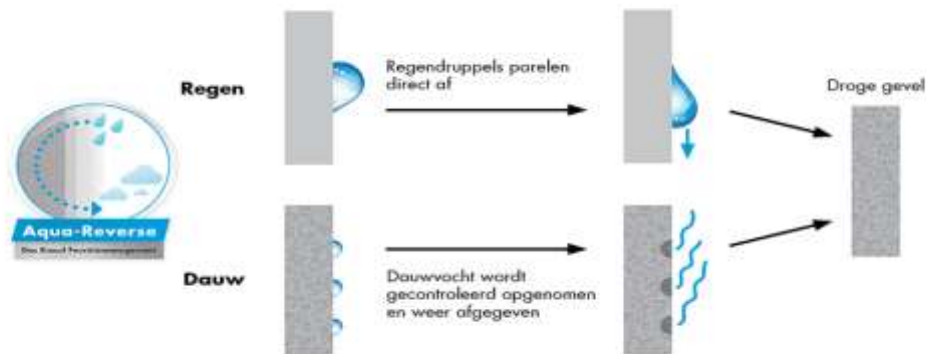 Regen
Regendruppels parelen
direct af
Droge gevel
Aqua-Reverse
Dauw
Dauwvocht wordt
gecontroleerd opgenomen
en weer afgegeven